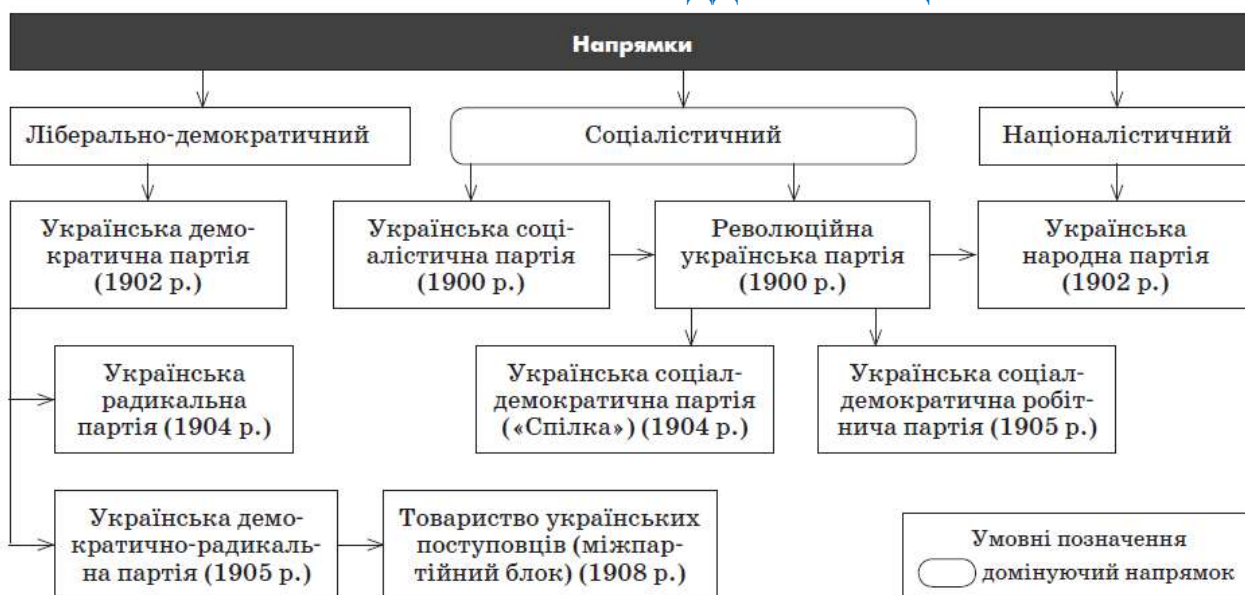 Напрямки
Ліберально-демократичний
Соціалістичний
Націоналістичний
Українська демо-
кратична партія
(1902 р.)
Українська соці-
алістична партія
(1900 р.)
Революційна
українська партія
(1900 р.)
Українська
народна партія
(1902 р.)
Українська
радикальна
партія (1904 р.)
Українська соціал-
демократична партія
(«Спілка») (1904 р.)
Українська соціал-
демократична робіт-
нича партія (1905 р.)
Українська демо-
кратично-радикаль-
на партія (1905 р.)
Товариство українських
поступовців (міжпар-
тійний блок) (1908 р.)
Умовні позначення
домінуючий напрямок